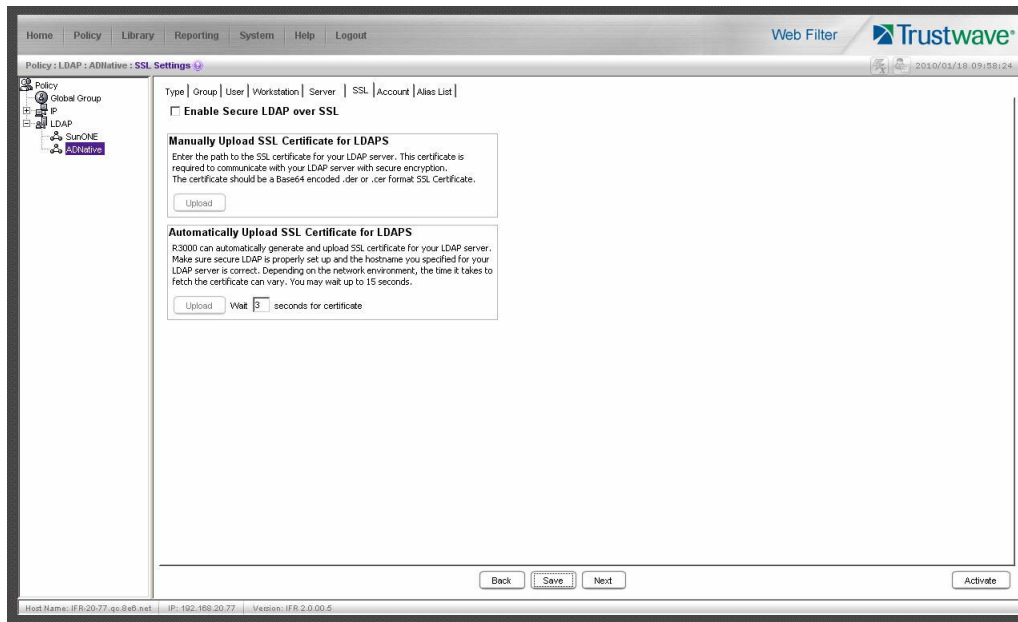 Home Policy Library Reporting System Help Logout
Web Filter Trustwave®
Policy : LDAP : ADNative : SSL Settings
2010/01/18 09:58:24
Policy
Global Group
IP
LDAP
SunONE
ADNative
Type | Group | User | Workstation | Server | SSL | Account | Alias List |
Enable Secure LDAP over SSL
Manually Upload SSL Certificate for LDAPS
Enter the path to the SSL certificate for your LDAP server. This certificate is
required to communicate with your LDAP server with secure encryption.
The certificate should be a Base64 encoded .der or .cer format SSL Certificate.
Upload
Automatically Upload SSL Certificate for LDAPS
R3000 can automatically generate and upload SSL certificate for your LDAP server.
Make sure secure LDAP is properly set up and the hostname you specified for your
LDAP server is correct. Depending on the network environment, the time it takes to
fetch the certificate can vary. You may wait up to 15 seconds.
Upload Wait 3 seconds for certificate
Back Save Next Activate
Host Name: IFR-20-77.qc.8e6.net IP: 192.168.20.77 Version: IFR 2.0.00.5